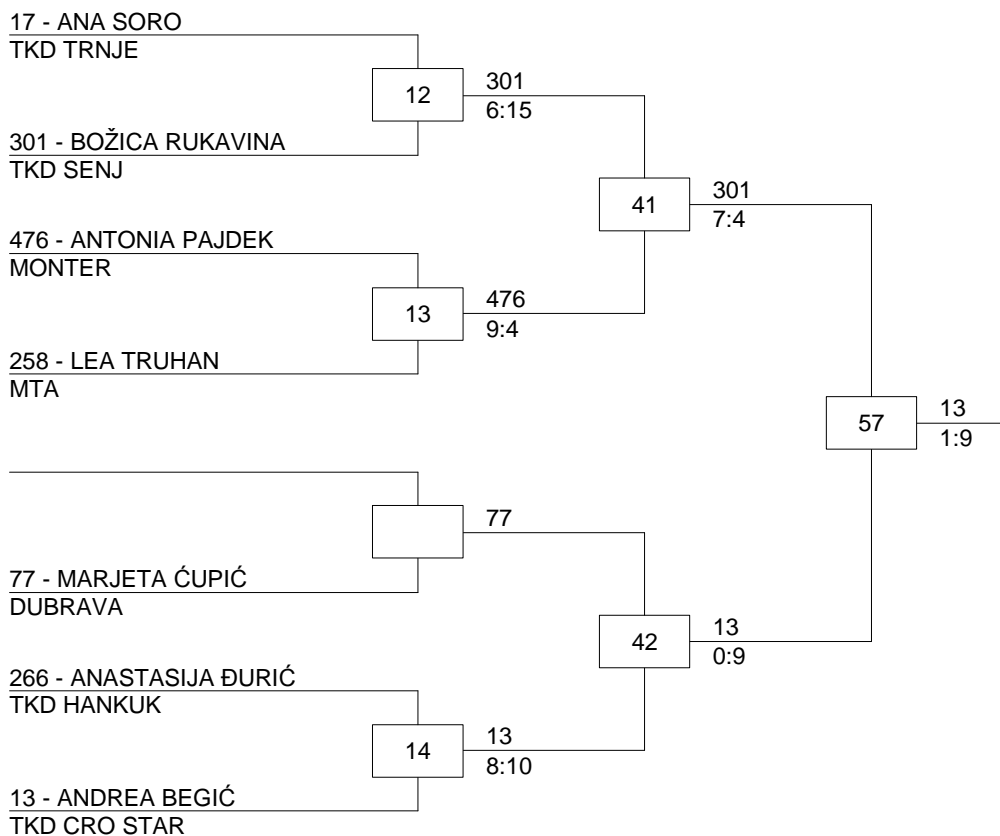 17 - ANA SORO
TKD TRNJE
12
301
6:15
301 - BOŽICA RUKAVINA
TKD SENJ
41
301
7:4
476 - ANTONIA PAJDEK
MONTER
13
476
9:4
258 - LEA TRUHAN
MTA
57
13
1:9
77
77 - MARJETA ĆUPIĆ
DUBRAVA
42
13
0:9
266 - ANASTASIJA ĐURIĆ
TKD HANKUK
14
13
8:10
13 - ANDREA BEGIĆ
TKD CRO STAR